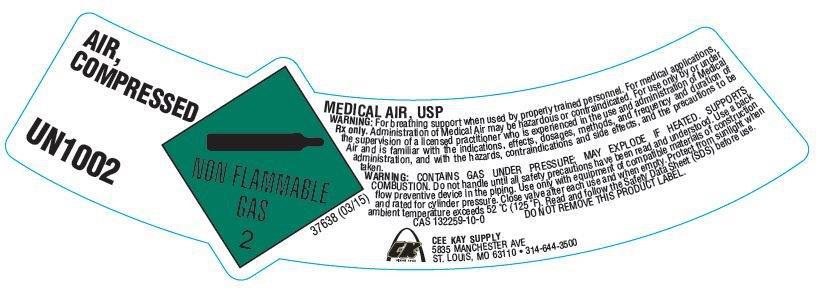 AIR,
COMPRESSED
UN1002
NON FLAMMABLE
GAS
2
37638 (03/15)
MEDICAL AIR, USP
WARNING: For breathing support when used by properly trained personnel. For medical applications,
Rx only. Administration of Medical Air may be hazardous or contraindicated. For use only by or under
the supervision of a licensed practitioner who is experienced in the use and administration of Medical
Air and is familiar with the indications, effects, dosages, methods, and frequency and duration of
administration, and with the hazards, contraindications and side effects, and the precautions to be
taken.
WARNING: CONTAINS GAS UNDER PRESSURE, MAY EXPLODE IF HEATED. SUPPORTS
COMBUSTION. Do not handle until all safety precautions have been read and understood. Use a back
flow preventive device in the piping. Use only with equipment of compatible materials of construction
and rated for cylinder pressure. Close valve after each use and when empty. Protect from sunlight when
ambient temperature exceeds 52°C (125°F). Read and follow the Safety Data Sheet (SDS) before use.
CAS 132259-10-0
DO NOT REMOVE THIS PRODUCT LABEL.
CK
CEE KAY SUPPLY
5835 MANCHESTER AVE
ST. LOUIS, MO 63110 • 314-644-3500